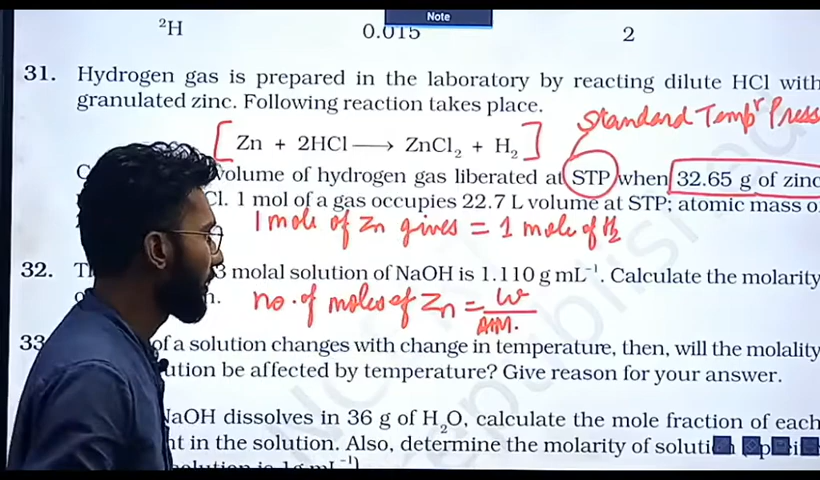 Note
²H 0.015 2
31. Hydrogen gas is prepared in the laboratory by reacting dilute HCl with
granulated zinc. Following reaction takes place.
Standard Temp Press
[Zn + 2HCl ⟶ ZnCl₂ + H₂]
volume of hydrogen gas liberated at STP when 32.65 g of zinc
Cl. 1 mol of a gas occupies 22.7 L volume at STP; atomic mass o
1 mole of Zn gives = 1 mole of H₂
32. 3 molal solution of NaOH is 1.110 g mL⁻¹. Calculate the molarity
no. of moles of Zn = W/
33 of a solution changes with change in temperature, then, will the molality
ution be affected by temperature? Give reason for your answer.
NaOH dissolves in 36 g of H₂O, calculate the mole fraction of each
nt in the solution. Also, determine the molarity of soluti